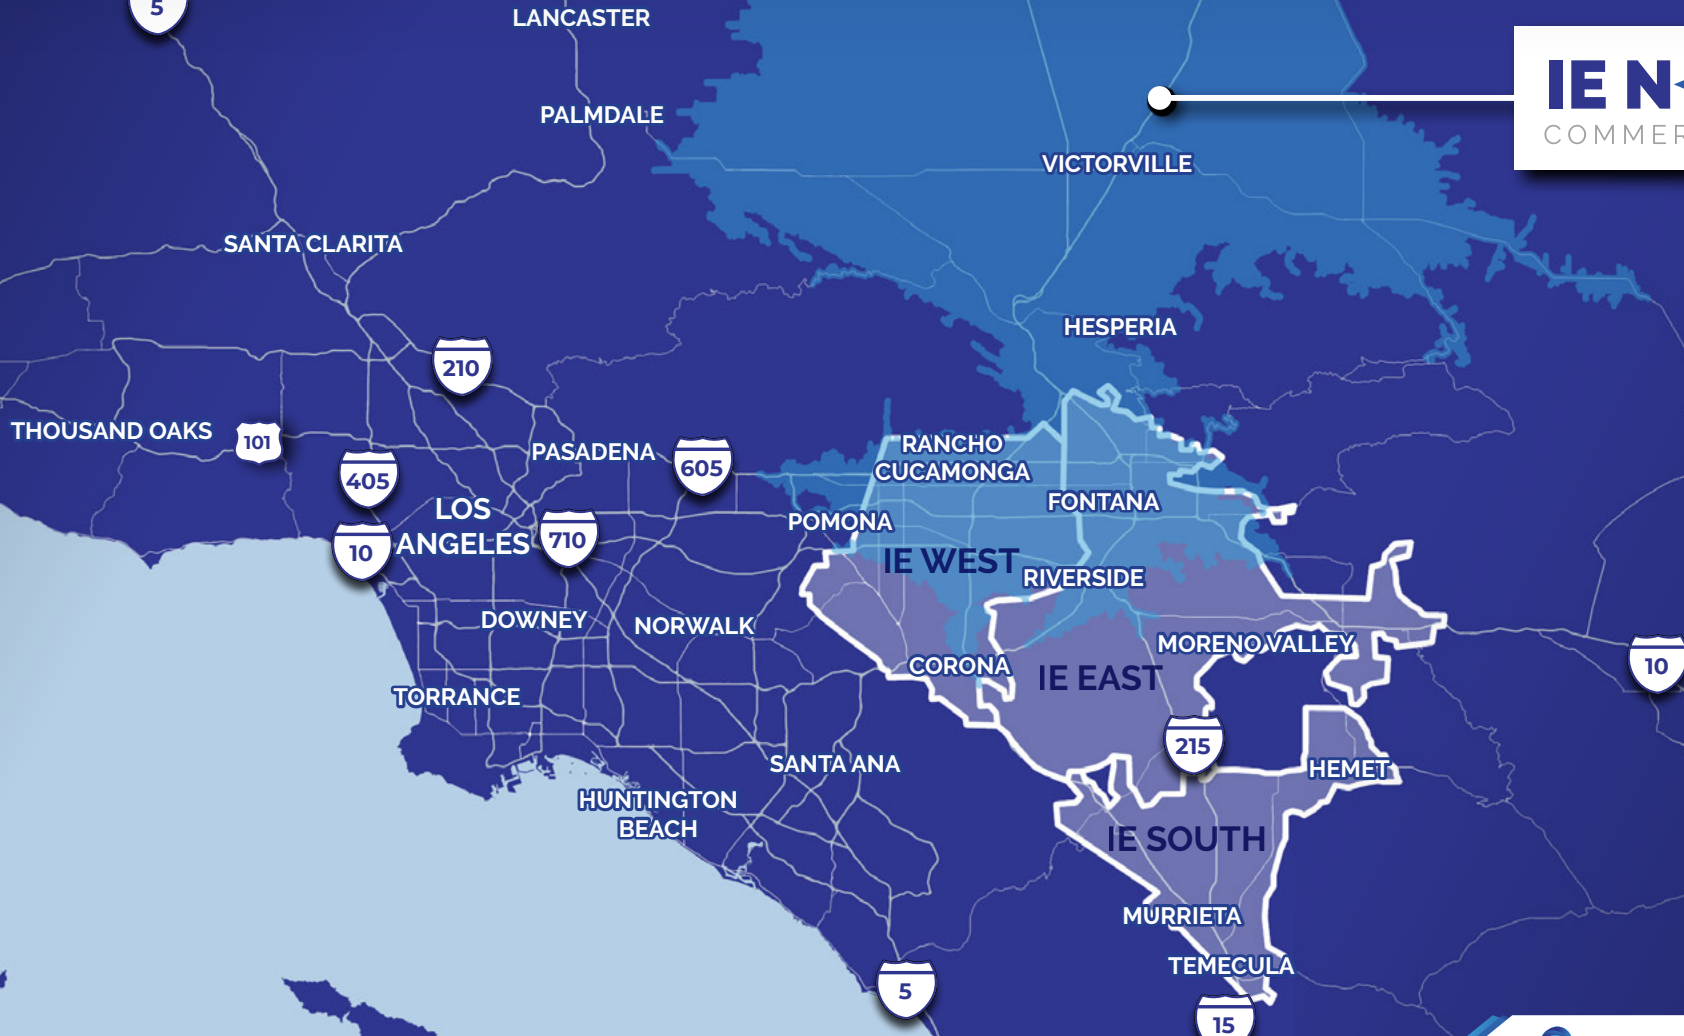 5
LANCASTER
PALMDALE
IE N
COMMER
VICTORVILLE
SANTA CLARITA
HESPERIA
210
THOUSAND OAKS
101
PASADENA
605
405
RANCHO
CUCAMONGA
FONTANA
LOS
ANGELES
10
710
POMONA
IE WEST
RIVERSIDE
DOWNEY
NORWALK
MORENO VALLEY
CORONA
IE EAST
10
TORRANCE
215
SANTA ANA
HEMET
HUNTINGTON
BEACH
IE SOUTH
MURRIETA
TEMECULA
5
15